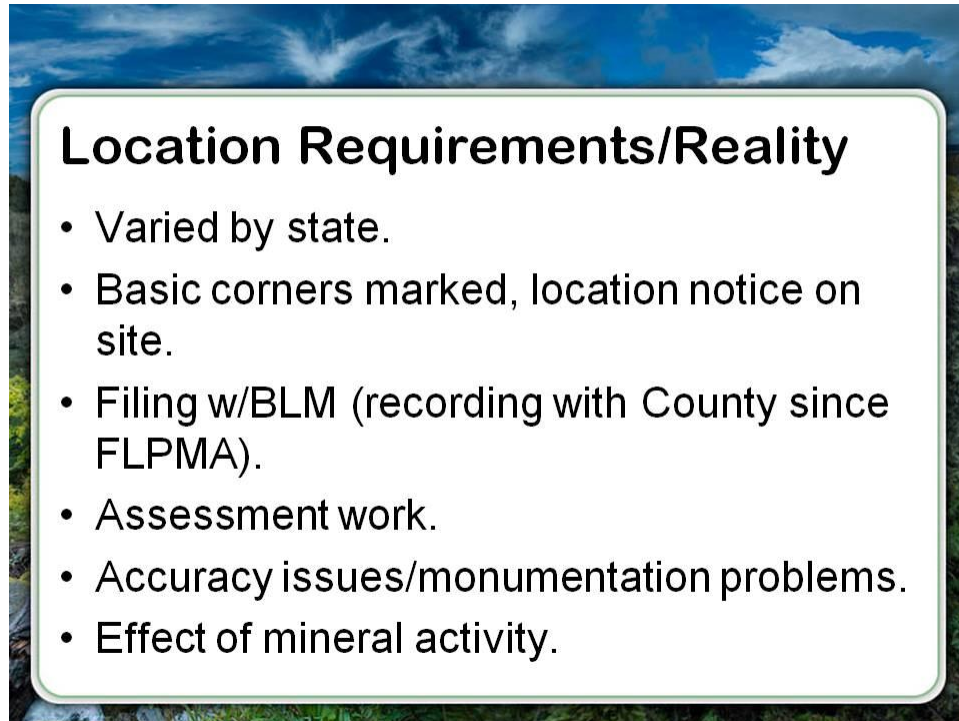 Location Requirements/Reality
• Varied by state.
• Basic corners marked, location notice on
site.
• Filing w/BLM (recording with County since
FLPMA).
• Assessment work.
• Accuracy issues/monumentation problems.
• Effect of mineral activity.